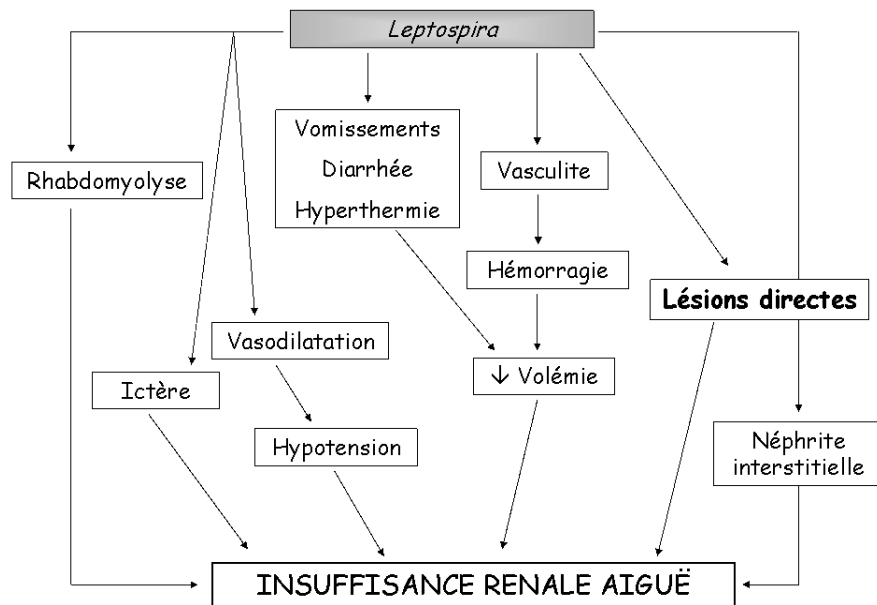 Leptospira
Vomissements
Diarrhée
Hyperthermie
Vasculite
Rhabdomyolyse
Hémorragie
Lésions directes
Vasodilatation
↓ Volémie
Ictère
Hypotension
Néphrite
interstitielle
INSUFFISANCE RENALE AIGUË